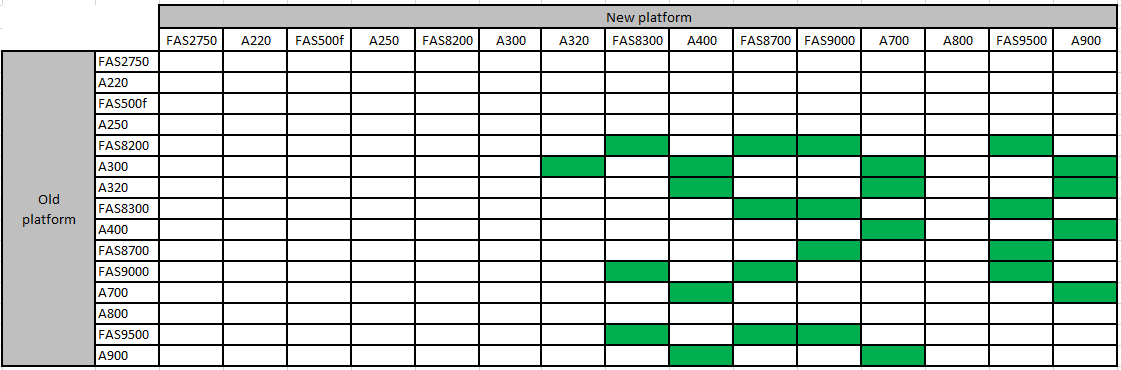 New platform
FAS2750 A220 FAS500f A250 FAS8200 A300 A320 FAS8300 A400 FAS8700 FAS9000 A700 A800 FAS9500 A900
Old
platform
FAS2750
A220
FAS500f
A250
FAS8200
A300
A320
FAS8300
A400
FAS8700
FAS9000
A700
A800
FAS9500
A900